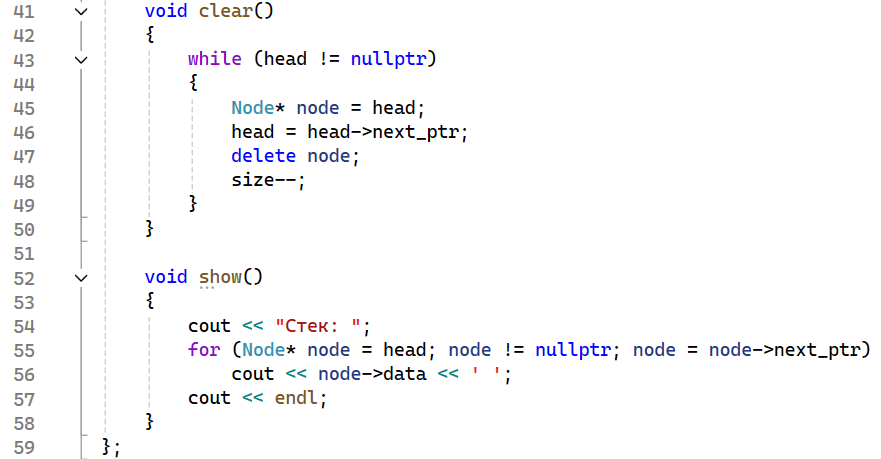 41 void clear()
42 {
43 while (head != nullptr)
44 {
45 Node* node = head;
46 head = head->next_ptr;
47 delete node;
48 size--;
49 }
50 }
51
52 void show()
53 {
54 cout << "Стек: ";
55 for (Node* node = head; node != nullptr; node = node->next_ptr)
56 cout << node->data << ' ';
57 cout << endl;
58 }
59 };